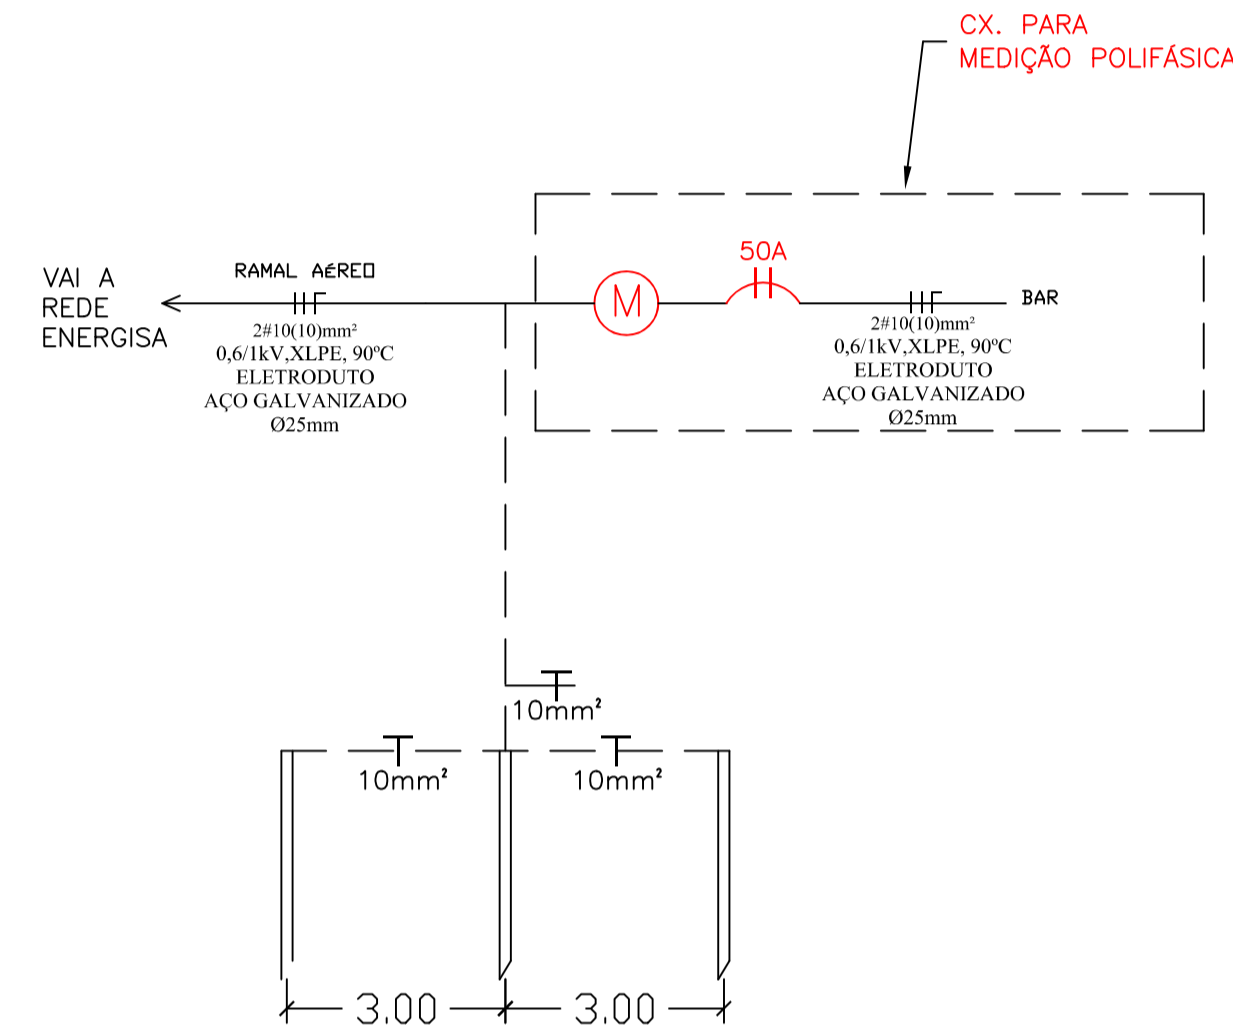 CX. PARA
MEDIÇÃO POLIFÁSICA
50A
RAMAL AéREO
VAI A
REDE
ENERGISA
M
BAR
2#10(10)mm²
0,6/1kV,XLPE, 90ºC
ELETRODUTO
AÇO GALVANIZADO
Ø25mm
2#10(10)mm²
0,6/1kV,XLPE, 90ºC
ELETRODUTO
AÇO GALVANIZADO
Ø25mm
10mm²
10mm²
10mm²
3.00
3.00